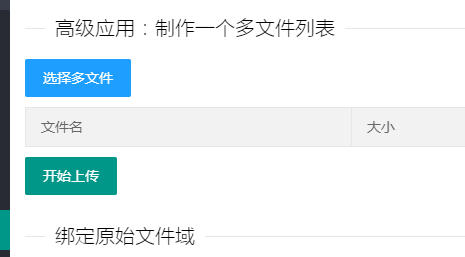 高级应用：制作一个多文件列表
选择多文件
文件名 大小
开始上传
绑定原始文件域